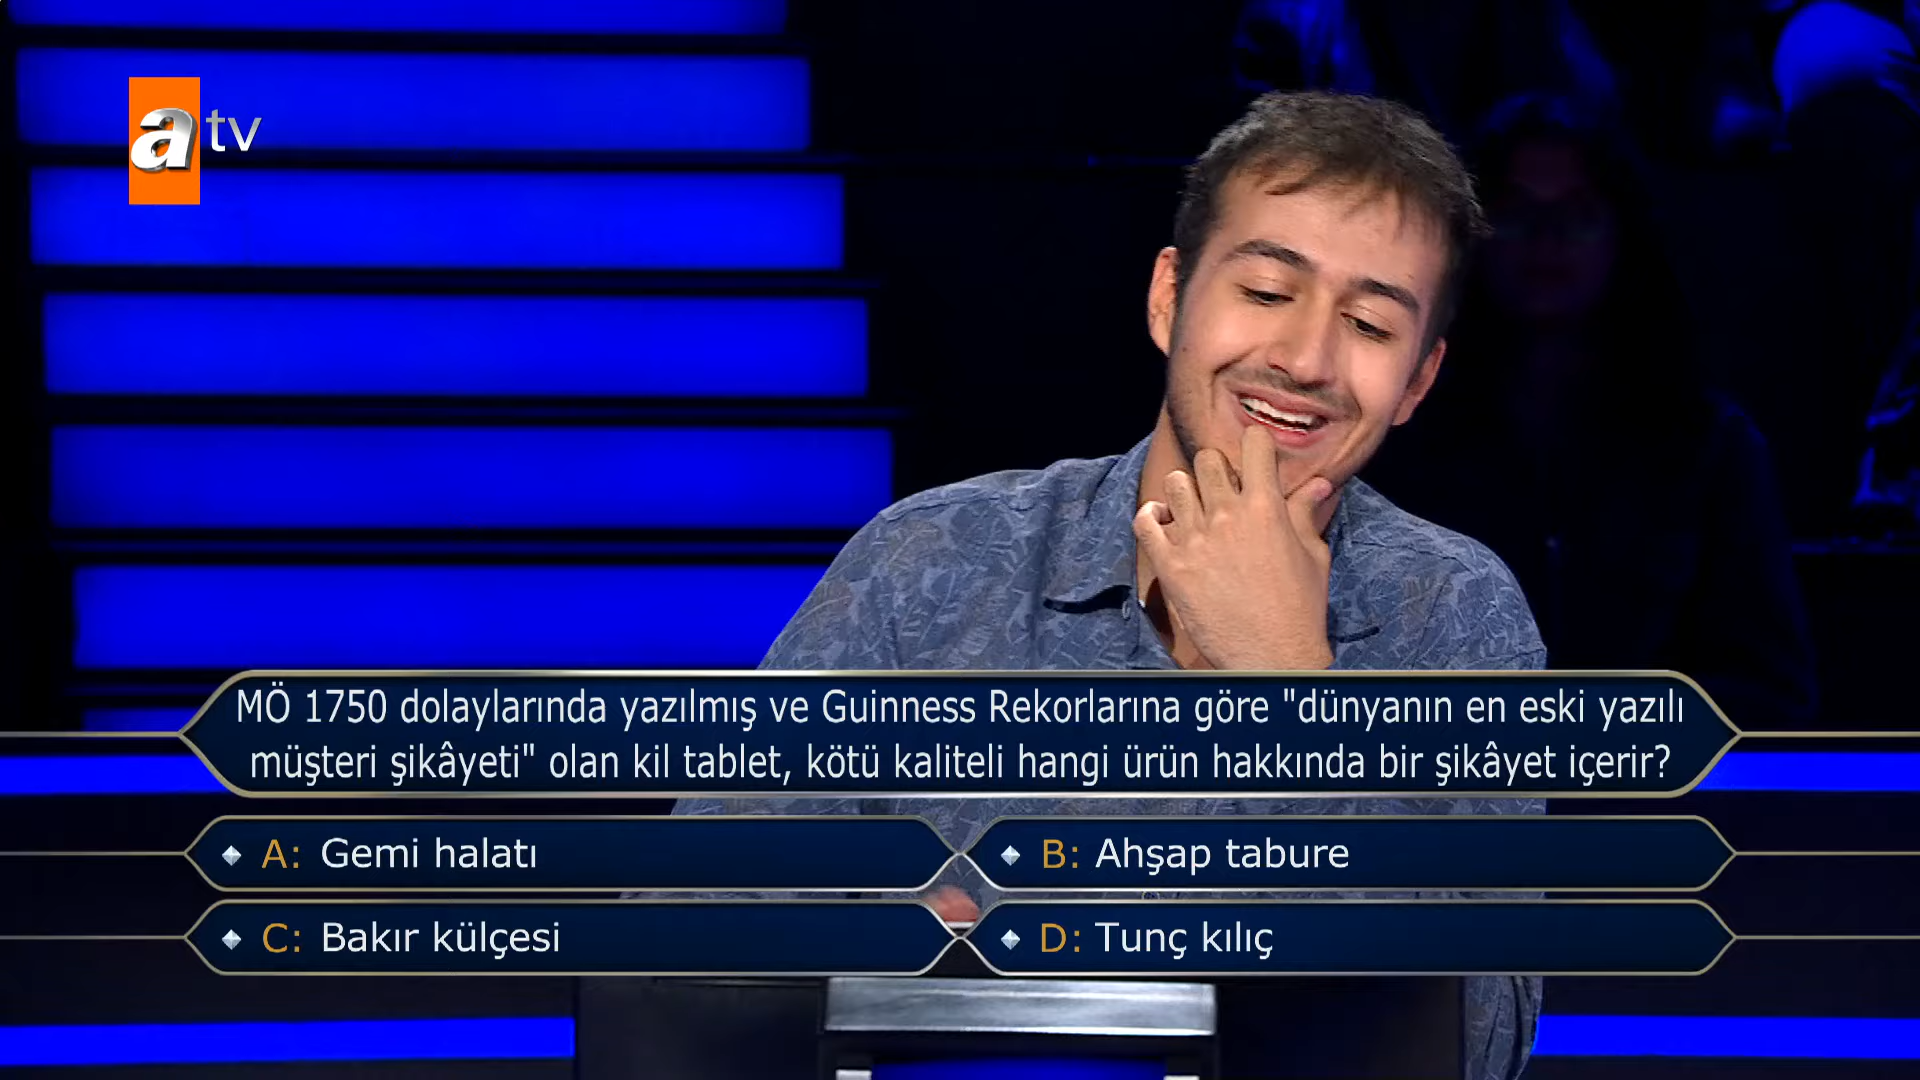 atv
MÖ 1750 dolaylarında yazılmış ve Guinness Rekorlarına göre "dünyanın en eski yazılı
müşteri şikâyeti" olan kil tablet, kötü kaliteli hangi ürün hakkında bir şikâyet içerir?
A: Gemi halatı
B: Ahşap tabure
C: Bakır külçesi
D: Tunç kılıç